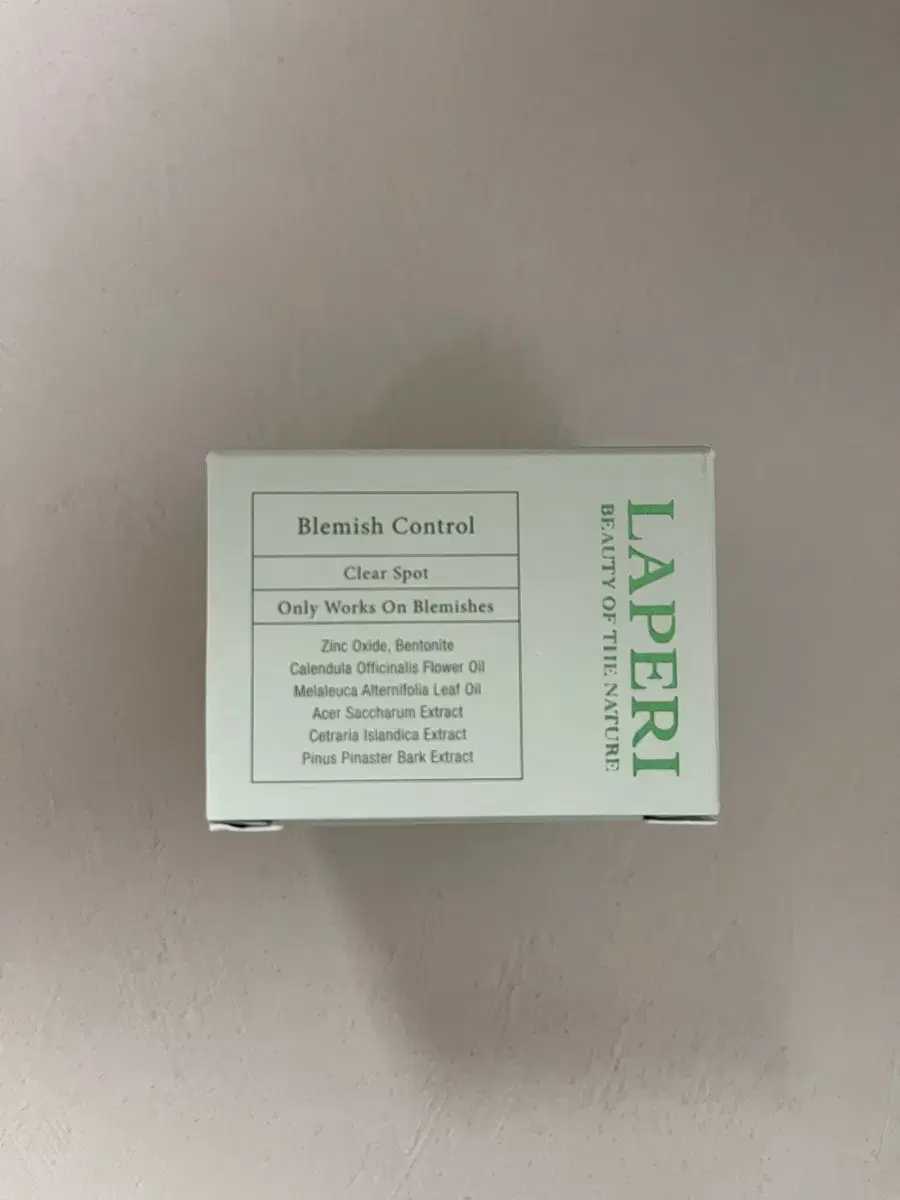 Blemish Control
Clear Spot
Only Works On Blemishes
Zinc Oxide, Bentonite
Calendula Officinalis Flower Oil
Melaleuca Alternifolia Leaf Oil
Acer Saccharum Extract
Cetraria Islandica Extract
Pinus Pinaster Bark Extract
LAPERI
BEAUTY OF THE NATURE